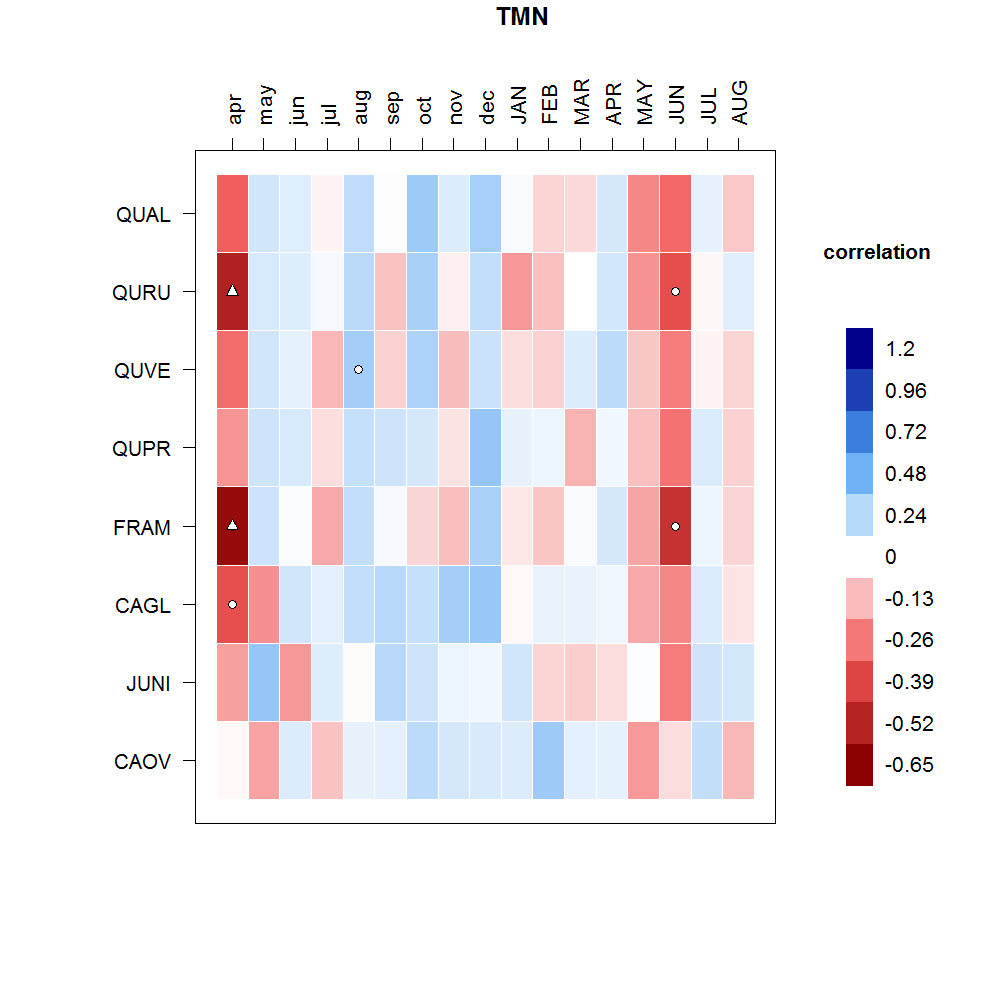 TMN
apr may jun jul aug sep oct nov dec JAN FEB MAR APR MAY JUN JUL AUG
QUAL
QURU
QUVE
QUPR
FRAM
CAGL
JUNI
CAOV
correlation
1.2
0.96
0.72
0.48
0.24
0
-0.13
-0.26
-0.39
-0.52
-0.65